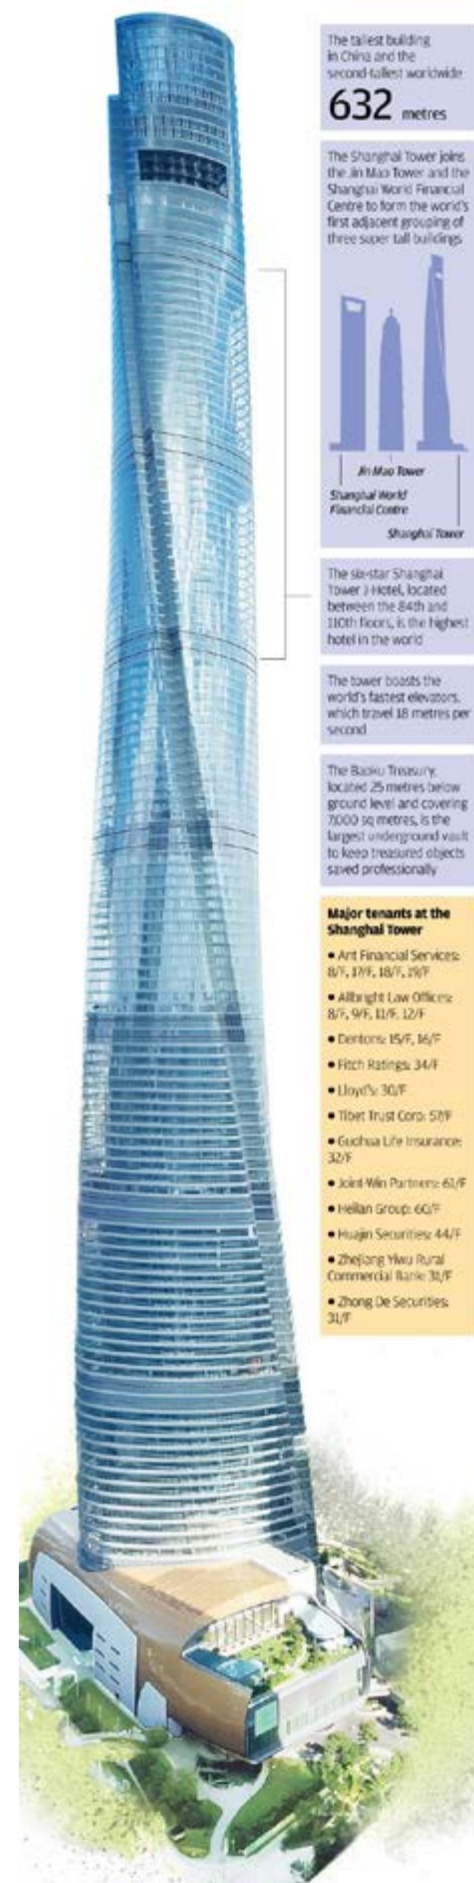 The tallest building
in China and the
second-tallest worldwide
632 metres
The Shanghai Tower joins
the Jin Mao Tower and the
Shanghai World Financial
Centre to form the world's
first adjacent grouping of
three super tall buildings
Jin Mao Tower
Shanghai World
Financial Centre
Shanghai Tower
The six-star Shanghai
Tower J-Hotel, located
between the 84th and
110th floors, is the highest
hotel in the world
The tower boasts the
world's fastest elevators,
which travel 18 metres per
second
The Baoku Treasury,
located 25 metres below
ground level and covering
7,000 sq metres, is the
largest underground vault
to keep treasured objects
saved professionally
Major tenants at the
Shanghai Tower
• Ant Financial Services:
8/F, 17/F, 18/F, 19/F
• Allbright Law Offices:
8/F, 9/F, 11/F, 12/F
• Dentons: 15/F, 16/F
• Fitch Ratings: 34/F
• Lloyd's: 30/F
• Tibet Trust Corp: 57/F
• Guohua Life Insurance:
32/F
• Joint-Win Partners: 61/F
• Heilan Group: 60/F
• Huajin Securities: 44/F
• Zhejiang Yiwu Rural
Commercial Bank: 31/F
• Zhong De Securities:
31/F